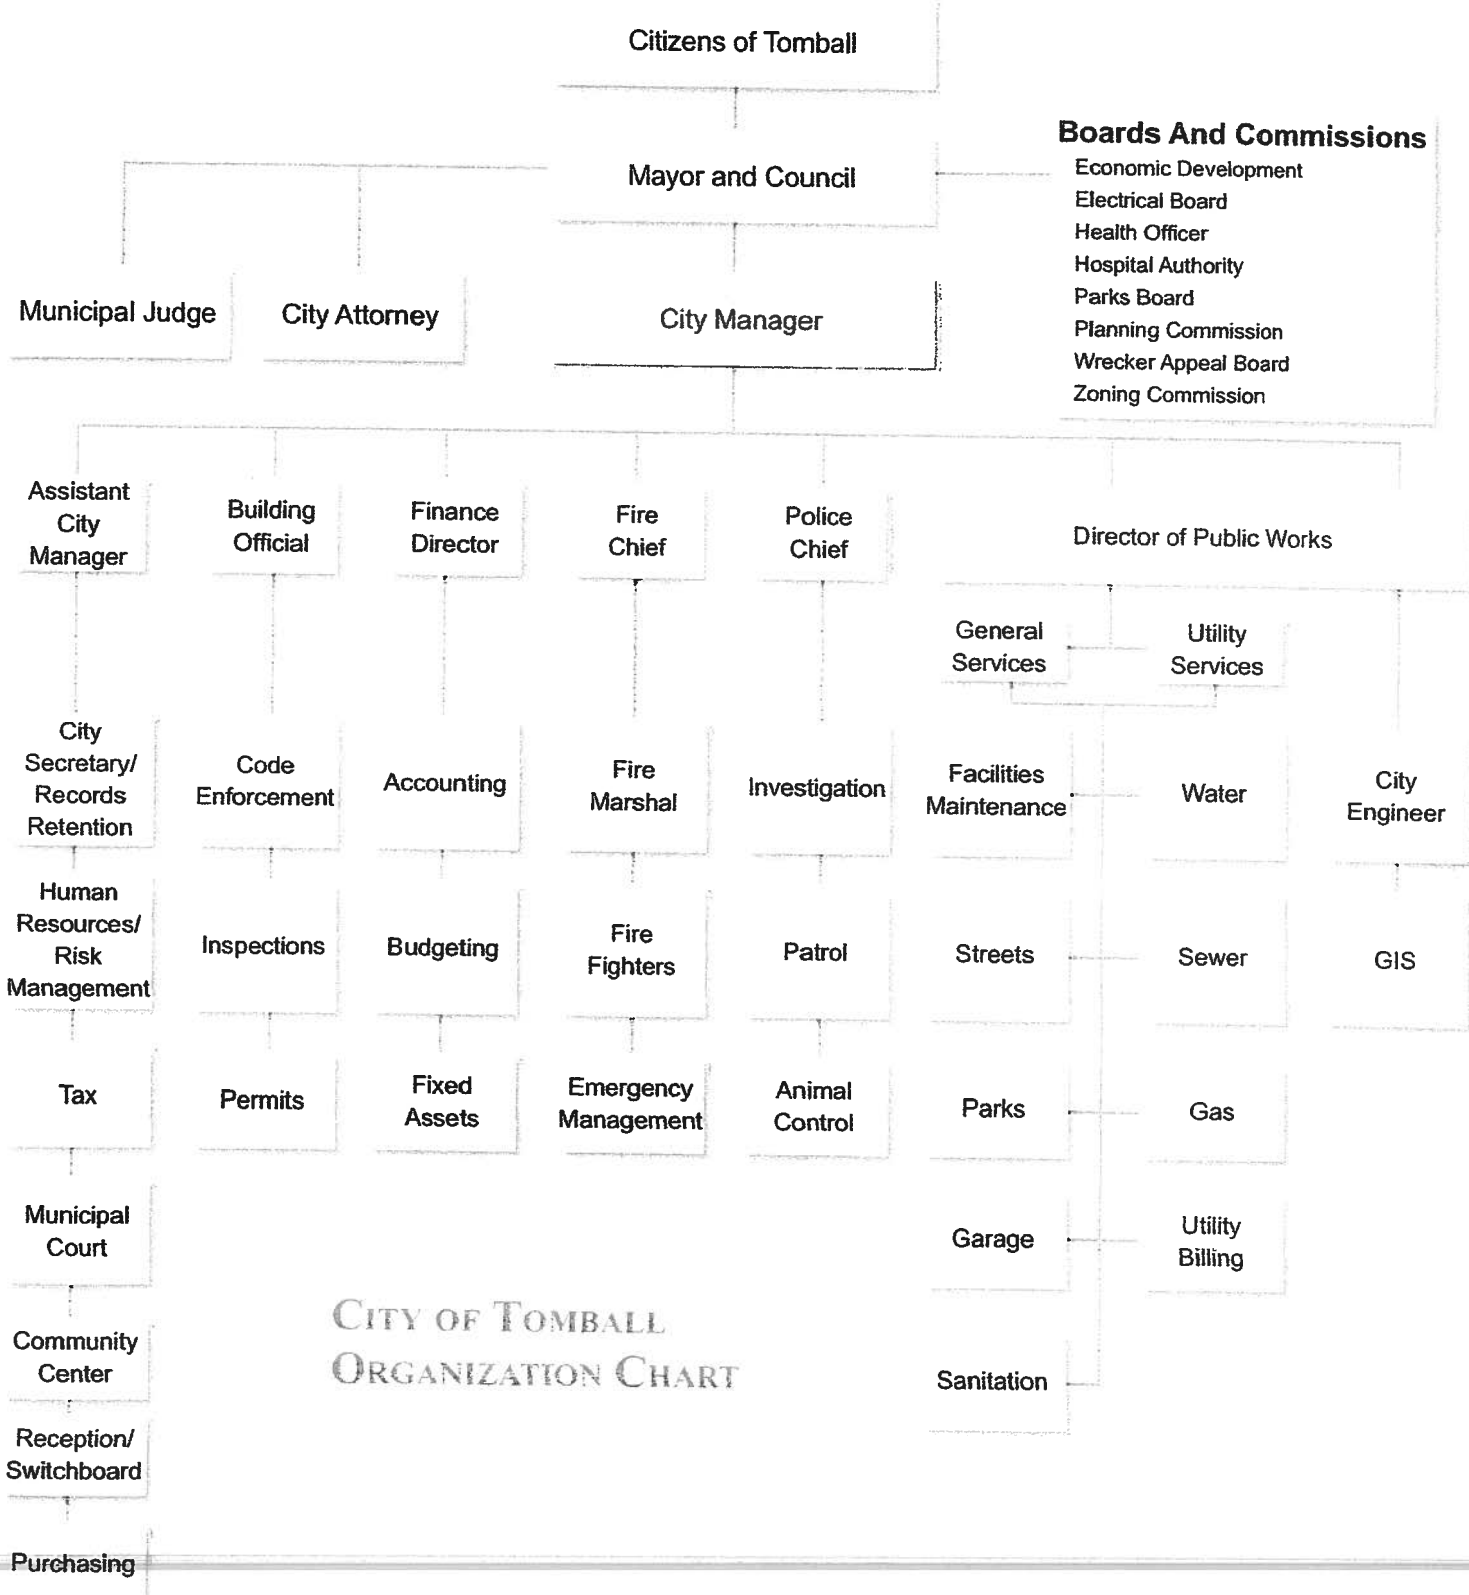 Citizens of Tomball
Mayor and Council
Boards And Commissions
Economic Development
Electrical Board
Health Officer
Hospital Authority
Parks Board
Planning Commission
Wrecker Appeal Board
Zoning Commission
Municipal Judge
City Attorney
City Manager
Assistant
City
Manager
Building
Official
Finance
Director
Fire
Chief
Police
Chief
Director of Public Works
General
Services
Utility
Services
City
Secretary/
Records
Retention
Code
Enforcement
Accounting
Fire
Marshal
Investigation
Facilities
Maintenance
Water
City
Engineer
Human
Resources/
Risk
Management
Inspections
Budgeting
Fire
Fighters
Patrol
Streets
Sewer
GIS
Tax
Permits
Fixed
Assets
Emergency
Management
Animal
Control
Parks
Gas
Municipal
Court
Garage
Utility
Billing
Community
Center
CITY OF TOMBALL
ORGANIZATION CHART
Sanitation
Reception/
Switchboard
Purchasing